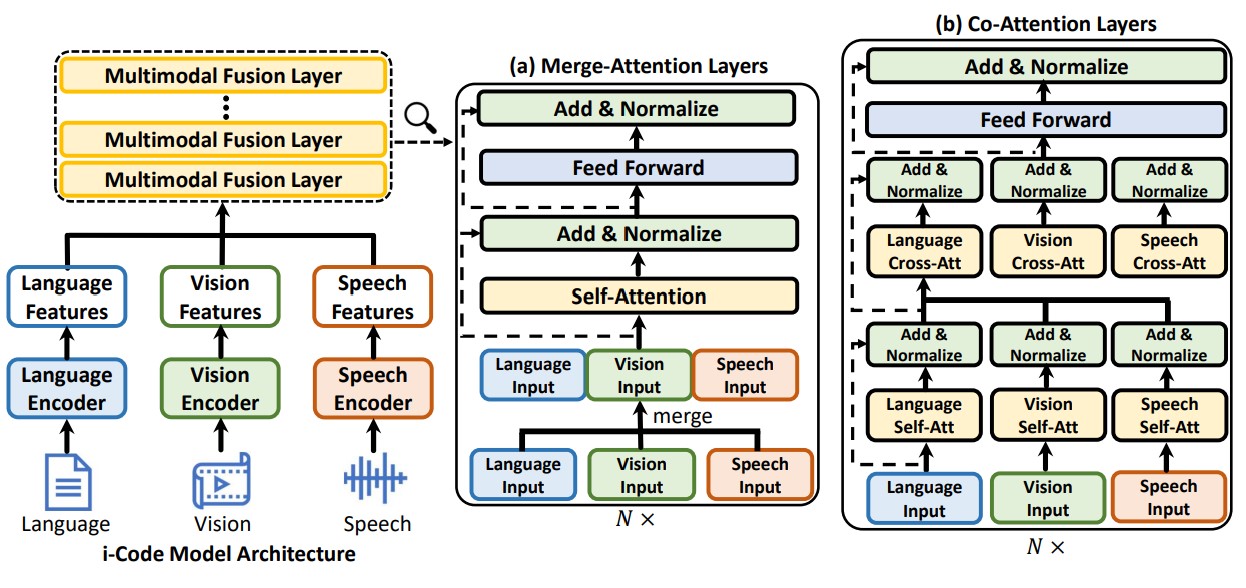 Multimodal Fusion Layer
Multimodal Fusion Layer
Multimodal Fusion Layer
Language
Features
Vision
Features
Speech
Features
Language
Encoder
Vision
Encoder
Speech
Encoder
Language
Vision
Speech
i-Code Model Architecture
(a) Merge-Attention Layers
Add & Normalize
Feed Forward
Add & Normalize
Self-Attention
Language
Input
Vision
Input
Speech
Input
merge
Language
Input
Vision
Input
Speech
Input
N ×
(b) Co-Attention Layers
Add & Normalize
Feed Forward
Add &
Normalize
Add &
Normalize
Add &
Normalize
Language
Cross-Att
Vision
Cross-Att
Speech
Cross-Att
Add &
Normalize
Add &
Normalize
Add &
Normalize
Language
Self-Att
Vision
Self-Att
Speech
Self-Att
Language
Input
Vision
Input
Speech
Input
N ×